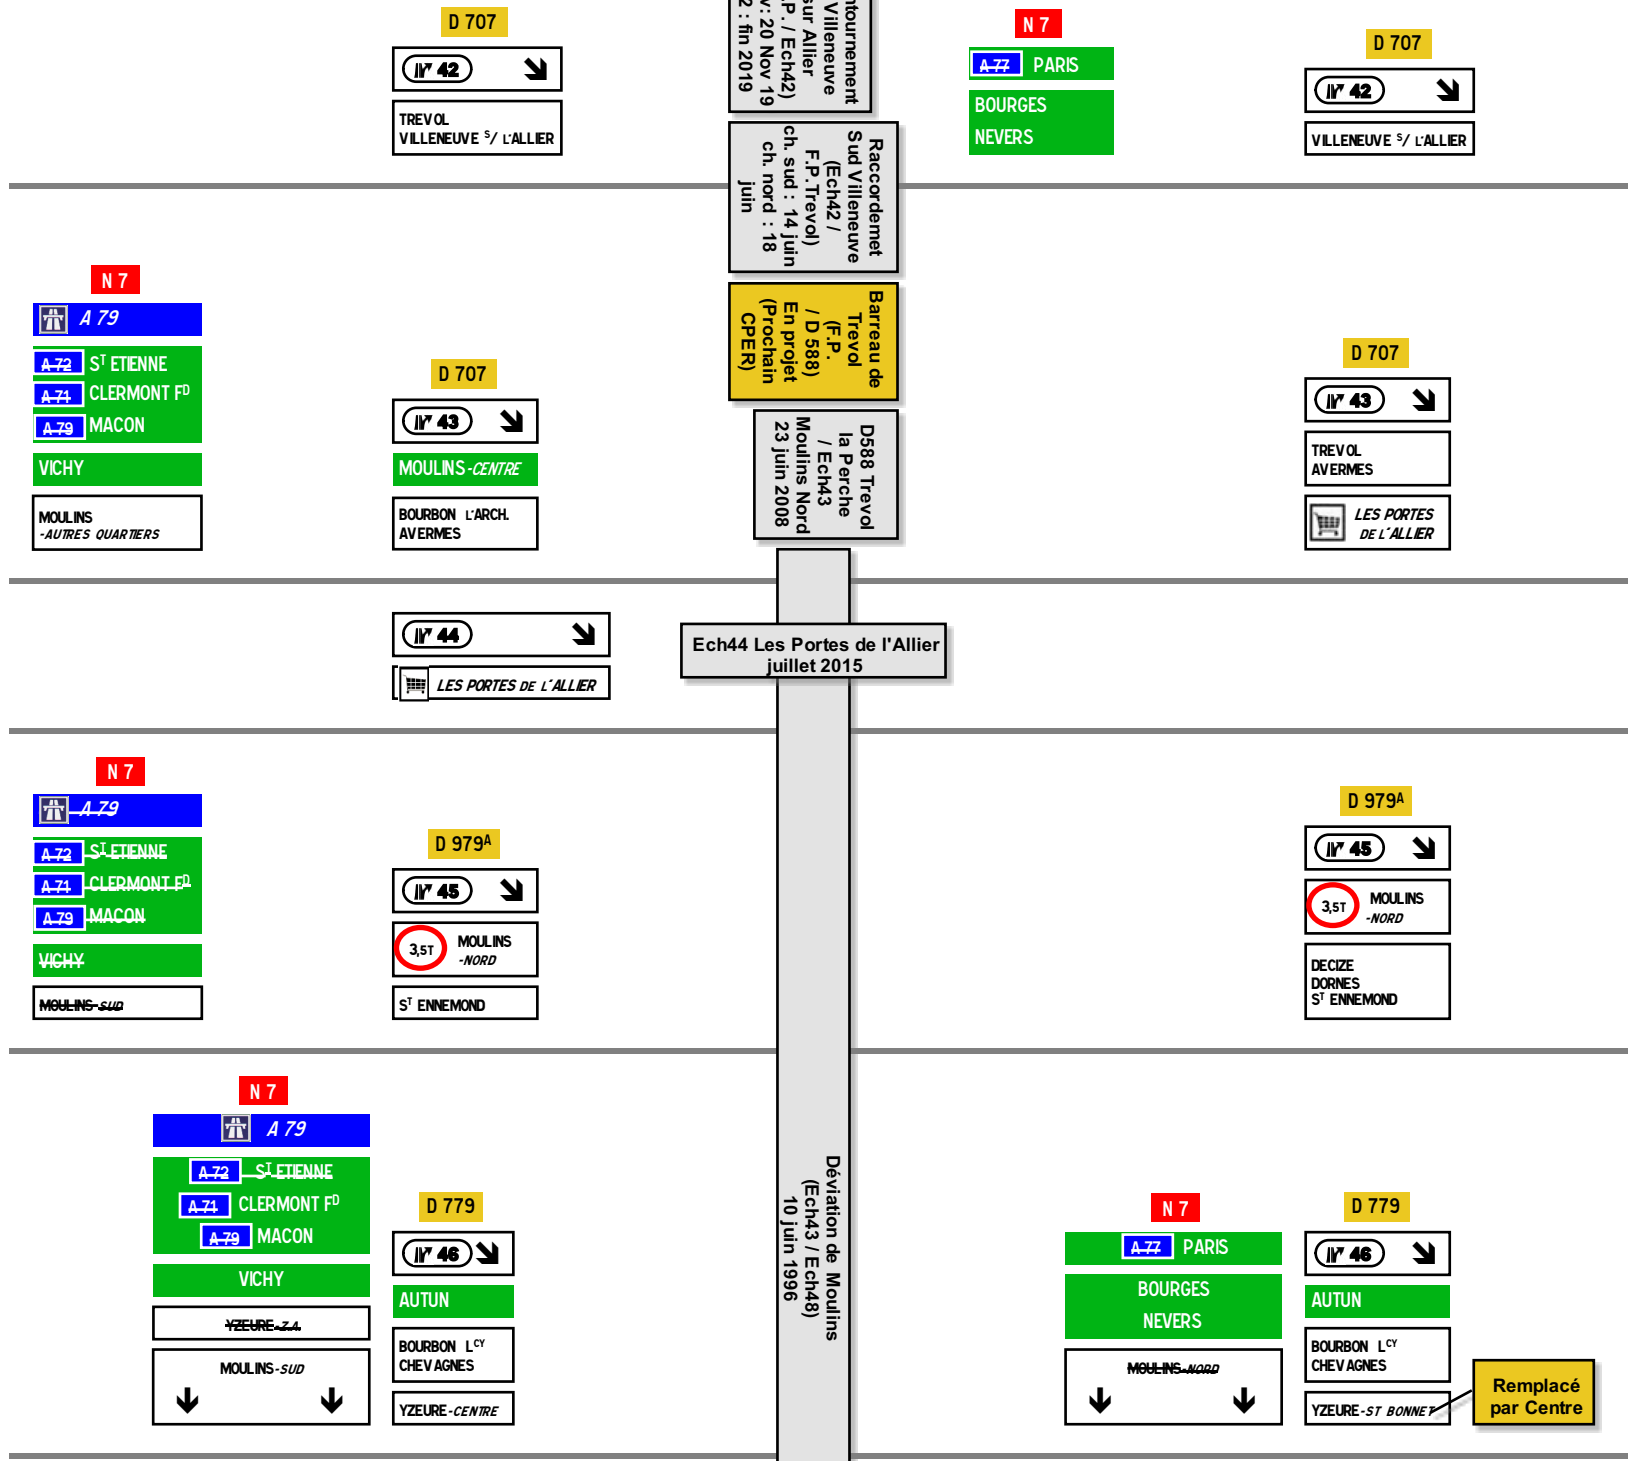 D 707
42
TREVOL
VILLENEUVE S/ L'ALLIER
ntournement
Villeneuve
sur Allier
.P. / Ech42)
v: 20 Nov 19
2 : fin 2019
N 7
A 77 PARIS
BOURGES
NEVERS
D 707
42
VILLENEUVE S/ L'ALLIER
Raccordemet
Sud Villeneuve
(Ech42 /
F.P.Trevol)
ch. sud : 14 juin
ch. nord : 18
juin
N 7
A 79
A 72 ST ETIENNE
A 71 CLERMONT FD
A 79 MACON
VICHY
MOULINS
-AUTRES QUARTIERS
D 707
43
MOULINS-CENTRE
BOURBON L'ARCH.
AVERMES
Barreau de
Trevol
(F.P.
/ D 588)
En projet
(Prochain
CPER)
D588 Trevol
la Perche
/ Ech43
Moulins Nord
23 juin 2008
D 707
43
TREVOL
AVERMES
LES PORTES
DE L'ALLIER
44
LES PORTES DE L'ALLIER
Ech44 Les Portes de l'Allier
juillet 2015
N 7
A 79
A 72 ST ETIENNE
A 71 CLERMONT FD
A 79 MACON
VICHY
MOULINS-SUD
D 979A
45
3,5T MOULINS
-NORD
ST ENNEMOND
D 979A
45
3,5T MOULINS
-NORD
DECIZE
DORNES
ST ENNEMOND
N 7
A 79
A 72 ST ETIENNE
A 71 CLERMONT FD
A 79 MACON
VICHY
YZEURE-Z.A.
MOULINS-SUD
D 779
46
AUTUN
BOURBON LCY
CHEVAGNES
YZEURE-CENTRE
Déviation de Moulins
(Ech43 / Ech48)
10 juin 1996
N 7
A 77 PARIS
BOURGES
NEVERS
MOULINS-NORD
D 779
46
AUTUN
BOURBON LCY
CHEVAGNES
YZEURE-ST BONNET
Remplacé
par Centre